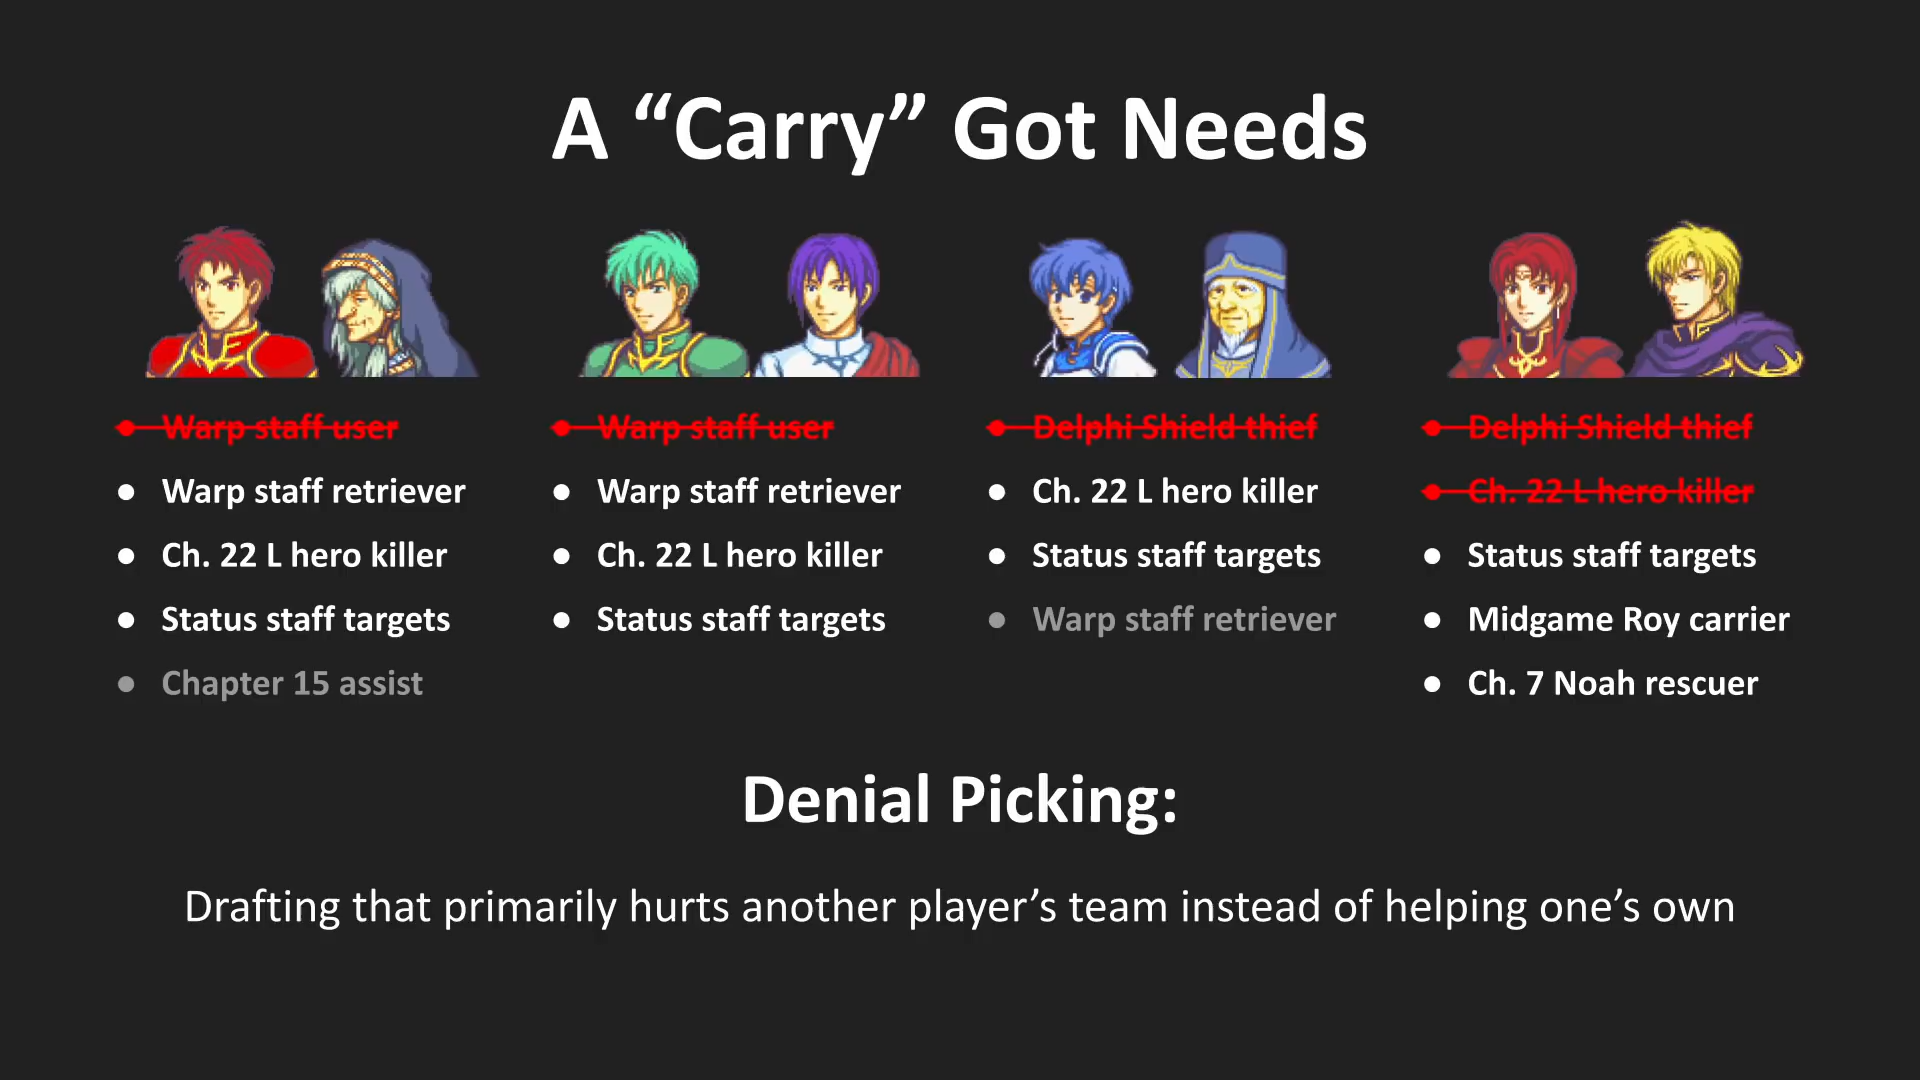 A “Carry” Got Needs
● Warp staff user
● Warp staff retriever
● Ch. 22 L hero killer
● Status staff targets
● Chapter 15 assist
● Warp staff user
● Warp staff retriever
● Ch. 22 L hero killer
● Status staff targets
● Delphi Shield thief
● Ch. 22 L hero killer
● Status staff targets
● Warp staff retriever
● Delphi Shield thief
● Ch. 22 L hero killer
● Status staff targets
● Midgame Roy carrier
● Ch. 7 Noah rescuer
Denial Picking:
Drafting that primarily hurts another player’s team instead of helping one’s own